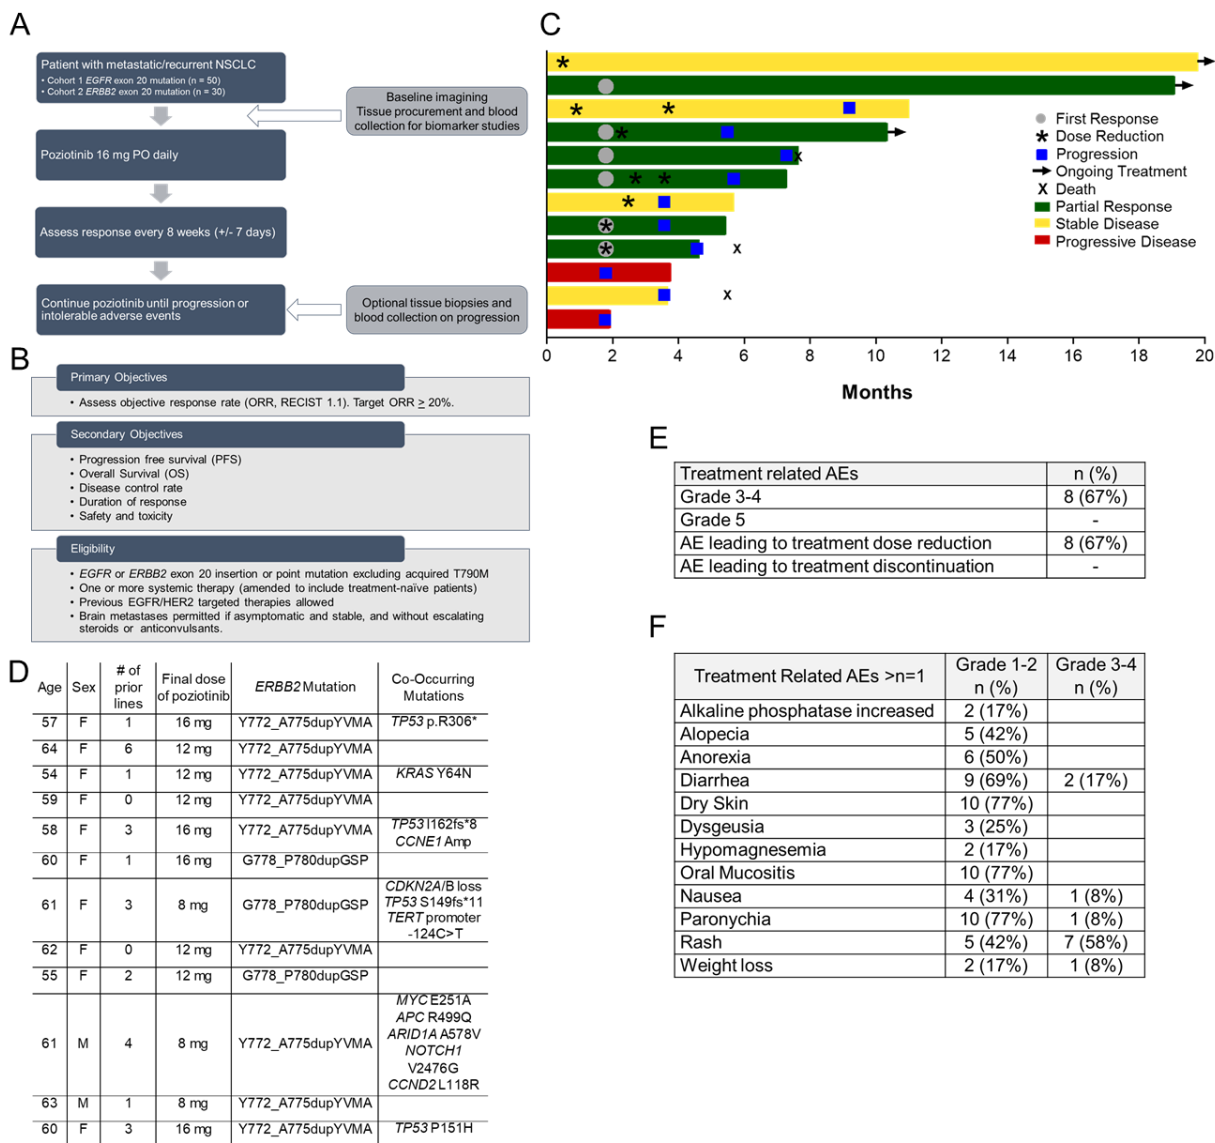 A
Patient with metastatic/recurrent NSCLC
• Cohort 1 EGFR exon 20 mutation (n = 50)
• Cohort 2 ERBB2 exon 20 mutation (n = 30)
Baseline imagining
Tissue procurement and blood
collection for biomarker studies
Poziotinib 16 mg PO daily
Assess response every 8 weeks (+/- 7 days)
Continue poziotinib until progression or
intolerable adverse events
Optional tissue biopsies and
blood collection on progression
B
Primary Objectives
• Assess objective response rate (ORR, RECIST 1.1). Target ORR ≥ 20%.
Secondary Objectives
• Progression free survival (PFS)
• Overall Survival (OS)
• Disease control rate
• Duration of response
• Safety and toxicity
Eligibility
• EGFR or ERBB2 exon 20 insertion or point mutation excluding acquired T790M
• One or more systemic therapy (amended to include treatment-naïve patients)
• Previous EGFR/HER2 targeted therapies allowed
• Brain metastases permitted if asymptomatic and stable, and without escalating
steroids or anticonvulsants.
C
First Response
Dose Reduction
Progression
Ongoing Treatment
X Death
Partial Response
Stable Disease
Progressive Disease
0 2 4 6 8 10 12 14 16 18 20
Months
D
Age Sex # of prior lines Final dose of poziotinib ERBB2 Mutation Co-Occurring Mutations
57 F 1 16 mg Y772_A775dupYVMA TP53 p.R306*
64 F 6 12 mg Y772_A775dupYVMA
54 F 1 12 mg Y772_A775dupYVMA KRAS Y64N
59 F 0 12 mg Y772_A775dupYVMA
58 F 3 16 mg Y772_A775dupYVMA TP53 I162fs*8
CCNE1 Amp
60 F 1 16 mg G778_P780dupGSP
61 F 3 8 mg G778_P780dupGSP CDKN2A/B loss
TP53 S149fs*11
TERT promoter
-124C>T
62 F 0 12 mg Y772_A775dupYVMA
55 F 2 12 mg G778_P780dupGSP
61 M 4 8 mg Y772_A775dupYVMA MYC E251A
APC R499Q
ARID1A A578V
NOTCH1
V2476G
CCND2 L118R
63 M 1 8 mg Y772_A775dupYVMA
60 F 3 16 mg Y772_A775dupYVMA TP53 P151H
E
Treatment related AEs n (%)
Grade 3-4 8 (67%)
Grade 5 -
AE leading to treatment dose reduction 8 (67%)
AE leading to treatment discontinuation -
F
Treatment Related AEs >n=1 Grade 1-2 n (%) Grade 3-4 n (%)
Alkaline phosphatase increased 2 (17%)
Alopecia 5 (42%)
Anorexia 6 (50%)
Diarrhea 9 (69%) 2 (17%)
Dry Skin 10 (77%)
Dysgeusia 3 (25%)
Hypomagnesemia 2 (17%)
Oral Mucositis 10 (77%)
Nausea 4 (31%) 1 (8%)
Paronychia 10 (77%) 1 (8%)
Rash 5 (42%) 7 (58%)
Weight loss 2 (17%) 1 (8%)